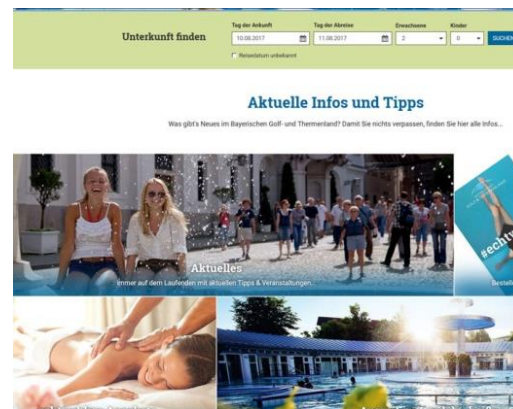 Tag der Ankunft Tag der Abreise Erwachsene Kinder
Unterkunft finden 10.08.2017 11.08.2017 2 0 SUCHEN
Reisedatum unbekannt
Aktuelle Infos und Tipps
Was gibt's Neues im Bayerischen Golf- und Thermenland? Damit Sie nichts verpassen, finden Sie hier alle Infos...
#echt
Aktuelles
Immer auf dem Laufenden mit aktuellen Tipps & Veranstaltungen...